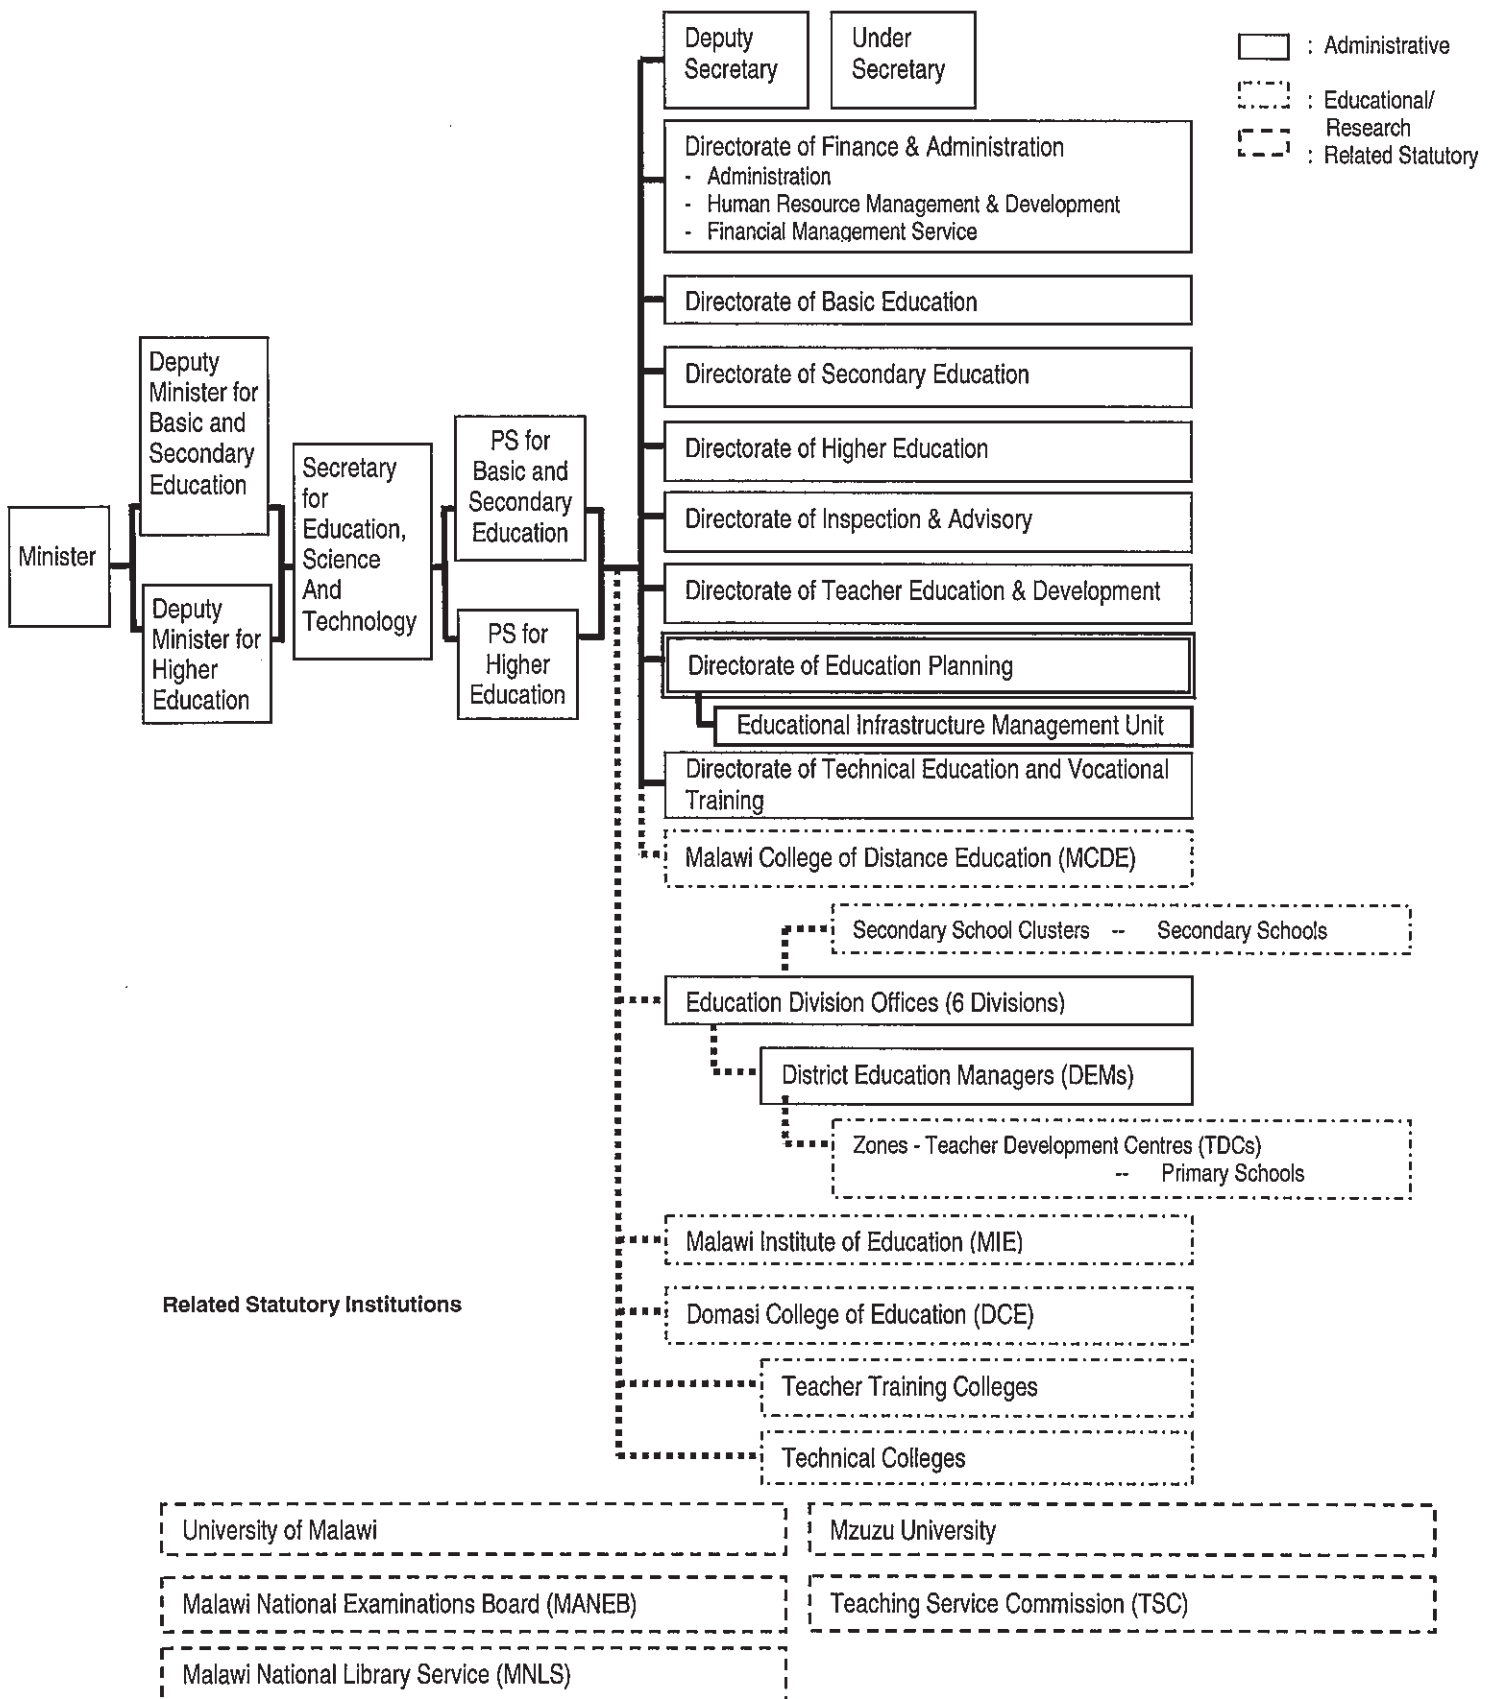 Deputy
Secretary
Under
Secretary
: Administrative
: Educational/
Research
: Related Statutory
Directorate of Finance & Administration
- Administration
- Human Resource Management & Development
- Financial Management Service
Directorate of Basic Education
Directorate of Secondary Education
Directorate of Higher Education
Directorate of Inspection & Advisory
Directorate of Teacher Education & Development
Directorate of Education Planning
Educational Infrastructure Management Unit
Directorate of Technical Education and Vocational
Training
Malawi College of Distance Education (MCDE)
Minister
Deputy
Minister for
Basic and
Secondary
Education
Deputy
Minister for
Higher
Education
Secretary
for
Education,
Science
And
Technology
PS for
Basic and
Secondary
Education
PS for
Higher
Education
Secondary School Clusters -- Secondary Schools
Education Division Offices (6 Divisions)
District Education Managers (DEMs)
Zones - Teacher Development Centres (TDCs)
-- Primary Schools
Malawi Institute of Education (MIE)
Domasi College of Education (DCE)
Teacher Training Colleges
Technical Colleges
Related Statutory Institutions
University of Malawi
Mzuzu University
Malawi National Examinations Board (MANEB)
Teaching Service Commission (TSC)
Malawi National Library Service (MNLS)